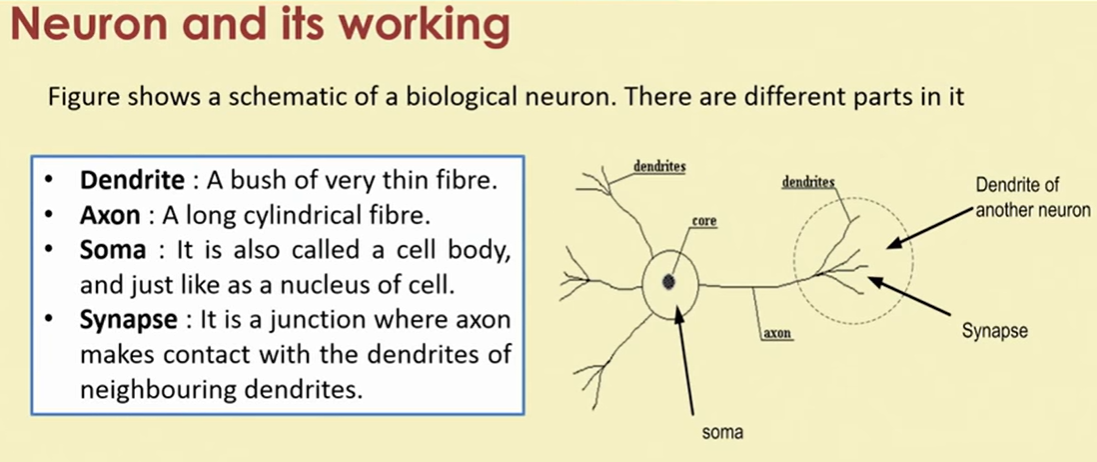 Neuron and its working
Figure shows a schematic of a biological neuron. There are different parts in it
• Dendrite : A bush of very thin fibre.
• Axon : A long cylindrical fibre.
• Soma : It is also called a cell body,
and just like as a nucleus of cell.
• Synapse : It is a junction where axon
makes contact with the dendrites of
neighbouring dendrites.
dendrites
core
dendrites
Dendrite of
another neuron
axon
Synapse
soma